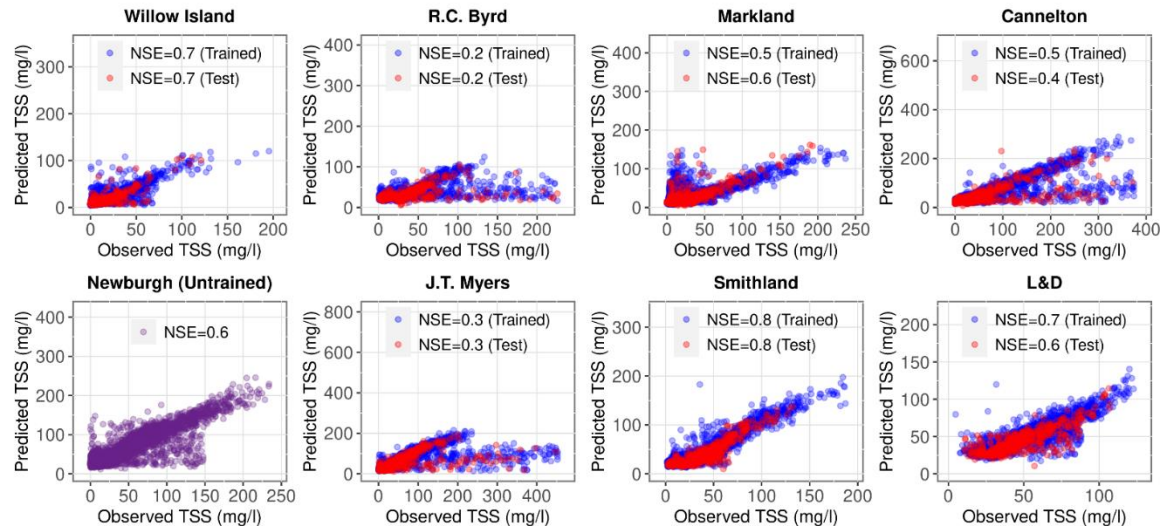 Willow Island
Predicted TSS (mg/l)
300
200
100
0
NSE=0.7 (Trained)
NSE=0.7 (Test)
0 50 100 150 200
Observed TSS (mg/l)
R.C. Byrd
Predicted TSS (mg/l)
400
300
200
100
0
NSE=0.2 (Trained)
NSE=0.2 (Test)
0 50 100 150 200
Observed TSS (mg/l)
Markland
Predicted TSS (mg/l)
400
300
200
100
0
NSE=0.5 (Trained)
NSE=0.6 (Test)
0 50 100 150 200 250
Observed TSS (mg/l)
Cannelton
Predicted TSS (mg/l)
600
400
200
0
NSE=0.5 (Trained)
NSE=0.4 (Test)
0 100 200 300 400
Observed TSS (mg/l)
Newburgh (Untrained)
Predicted TSS (mg/l)
400
300
200
100
0
NSE=0.6
0 50 100 150 200 250
Observed TSS (mg/l)
J.T. Myers
Predicted TSS (mg/l)
800
600
400
200
0
NSE=0.3 (Trained)
NSE=0.3 (Test)
0 100 200 300 400
Observed TSS (mg/l)
Smithland
Predicted TSS (mg/l)
300
200
100
0
NSE=0.8 (Trained)
NSE=0.8 (Test)
0 50 100 150 200
Observed TSS (mg/l)
L&D
Predicted TSS (mg/l)
200
150
100
50
0
NSE=0.7 (Trained)
NSE=0.6 (Test)
0 50 100
Observed TSS (mg/l)